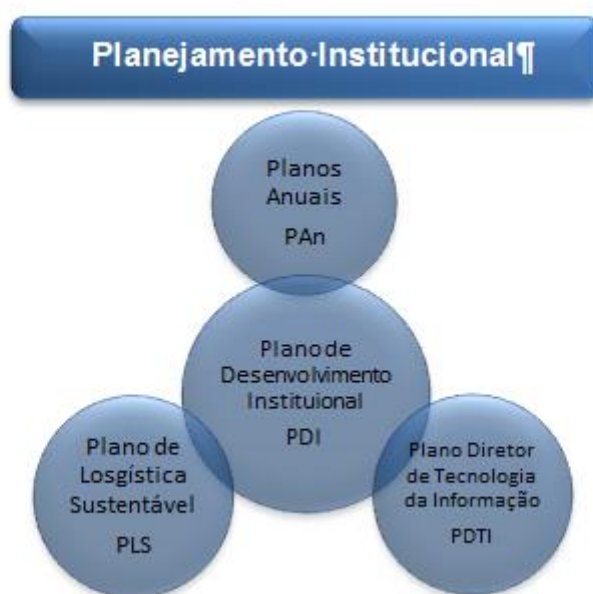 Planejamento·Institucional¶
Planos
Anuais
PAn
Plano de
Desenvolvimento
Instituional
PDI
Plano de
Losgística
Sustentável
PLS
Plano Diretor
de Tecnologia
da Informação
PDTI